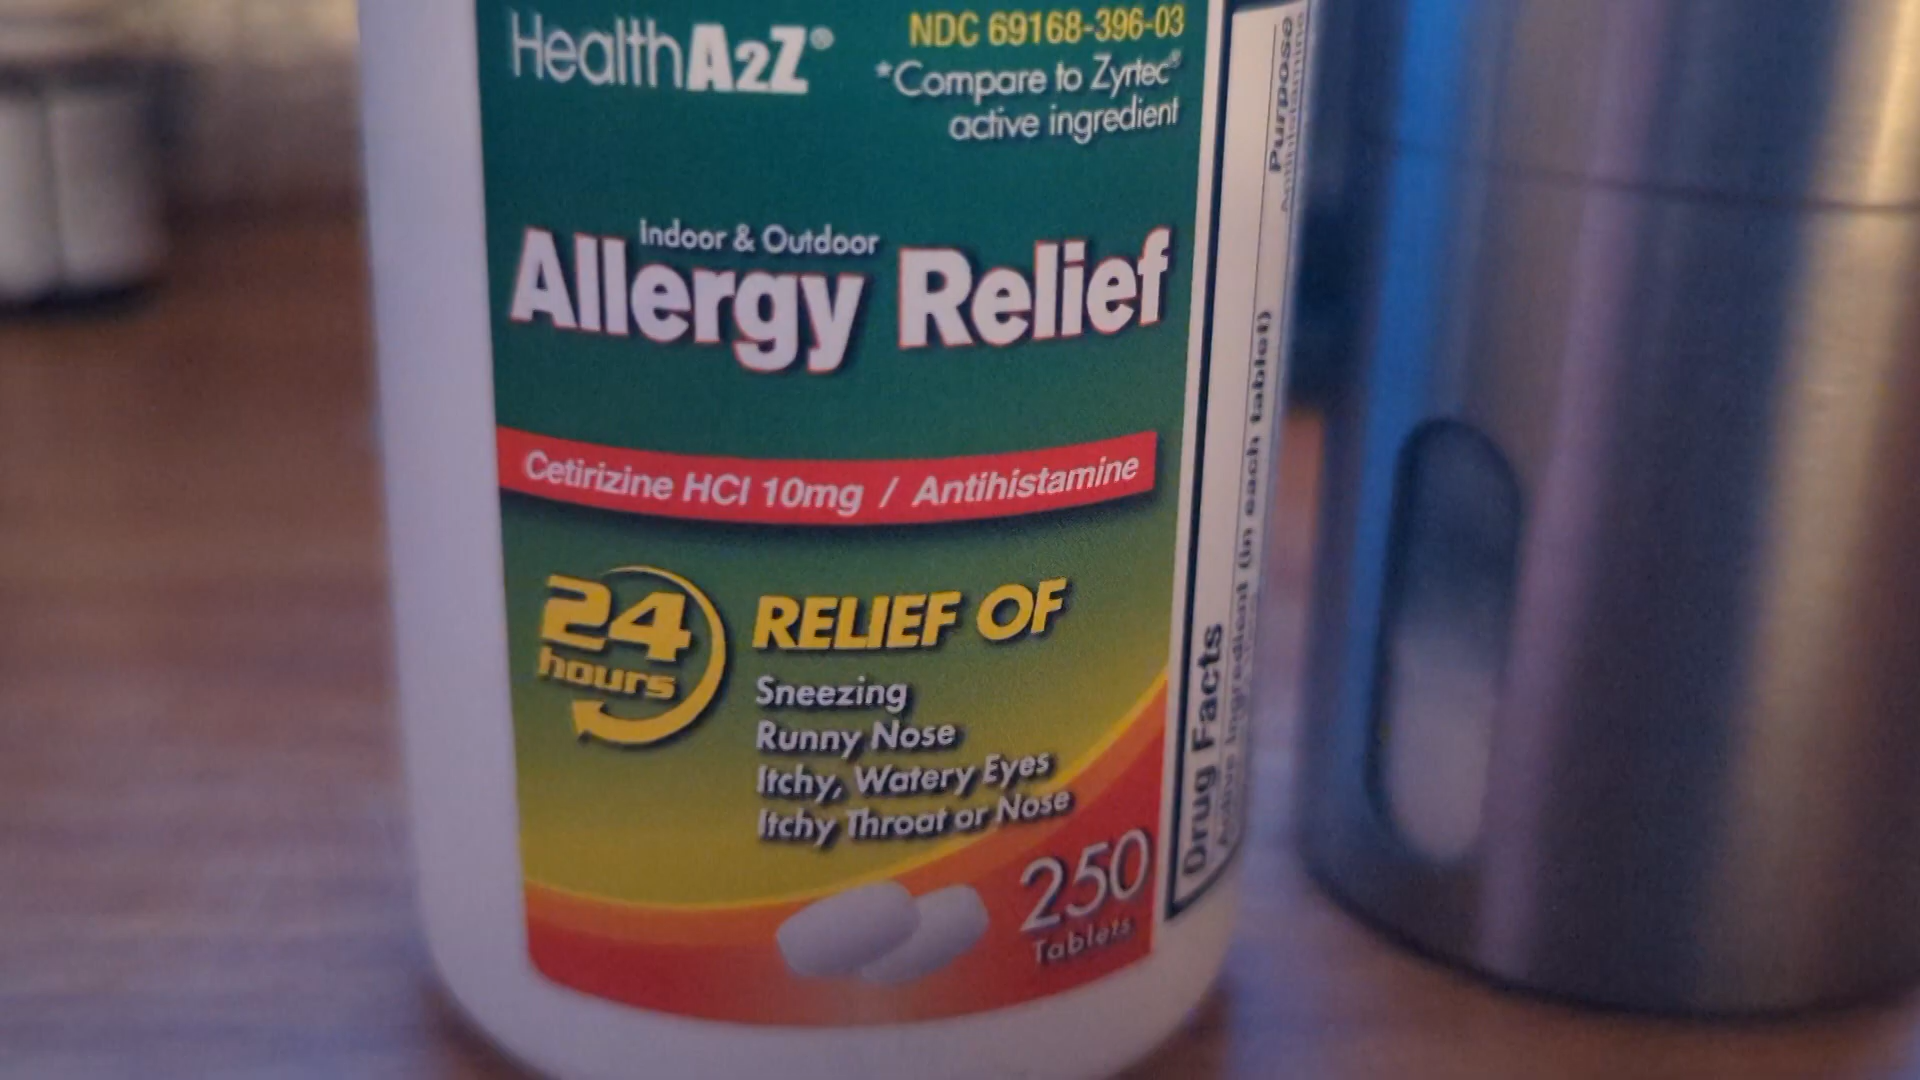 HealthA2Z®
NDC 69168-396-03
*Compare to Zyrtec®
active ingredient
Indoor & Outdoor
Allergy Relief
Cetirizine HCl 10mg / Antihistamine
24
hours
RELIEF OF
Sneezing
Runny Nose
Itchy, Watery Eyes
Itchy Throat or Nose
250
Tablets
Drug Facts
Active ingredient (in each tablet)
Purpose
Antihistamine